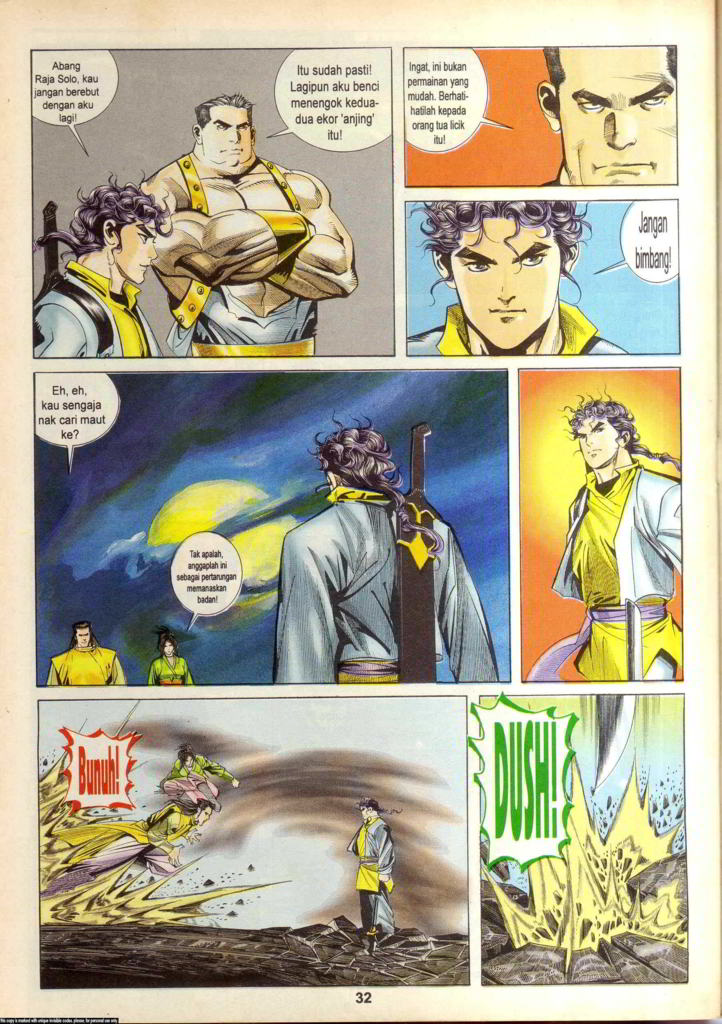 Abang
Raja Solo, kau
jangan berebut
dengan aku
lagi!
Itu sudah pasti!
Lagipun aku benci
menengok kedua-
dua ekor 'anjing'
itu!
Ingat, ini bukan
permainan yang
mudah. Berhati-
hatilah kepada
orang tua licik
itu!
Jangan
bimbang!
Eh, eh,
kau sengaja
nak cari maut
ke?
Tak apalah,
anggaplah ini
sebagai pertarungan
memanaskan
badan!
Bunuh!
DUSH!
32
This copy is marked with unique invisible codes, please, for personal use only.